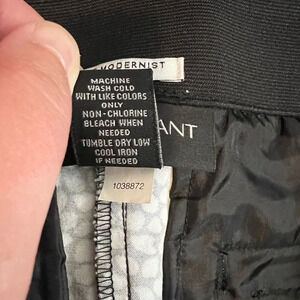 MODERNIST
MACHINE
WASH COLD
WITH LIKE COLORS
ONLY
NON-CHLORINE
BLEACH WHEN
NEEDED
TUMBLE DRY LOW
COOL IRON
IF NEEDED
ANT
1038872